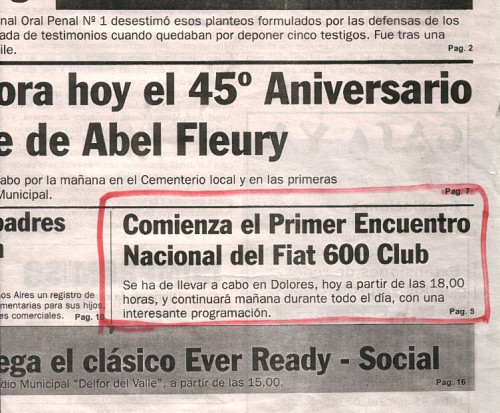 nal Oral Penal Nº 1 desestimó esos planteos formulados por las defensas de los
ada de testimonios cuando quedaban por deponer cinco testigos. Fue tras una
ile.
Pag. 2
ora hoy el 45º Aniversario
e de Abel Fleury
abo por la mañana en el Cementerio local y en las primeras
Municipal.
Pag. 7
padres
Comienza el Primer Encuentro
Nacional del Fiat 600 Club
Se ha de llevar a cabo en Dolores, hoy a partir de las 18,00
horas, y continuará mañana durante todo el día, con una
interesante programación.
Pag. 5
os Aires un registro de
mentarias para sus hijos,
es comerciales.
Pag. 10
ega el clásico Ever Ready - Social
dio Municipal "Delfor del Valle", a partir de las 15,00.
Pag. 16